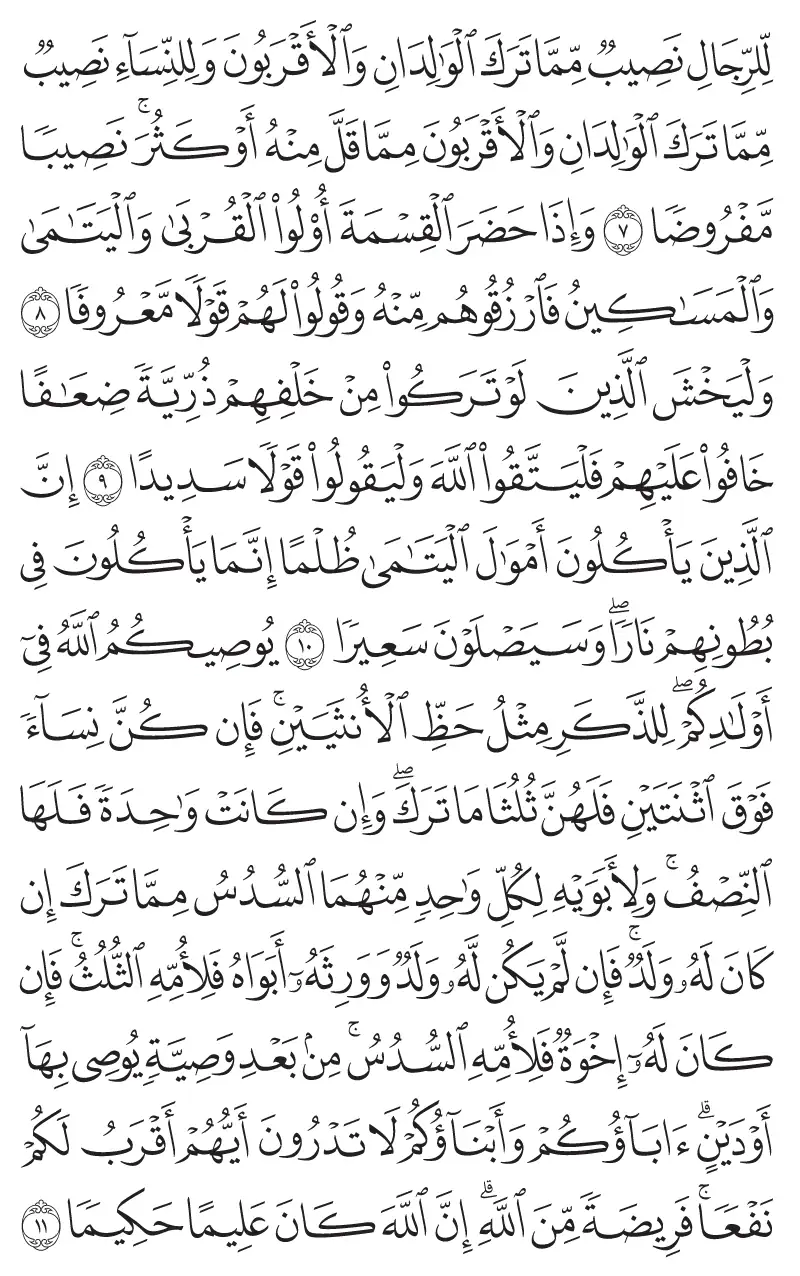 لِّلرِّجَالِ نَصِيبٌ مِّمَّا تَرَكَ ٱلْوَٰلِدَانِ وَٱلْأَقْرَبُونَ وَلِلنِّسَآءِ نَصِيبٌ
مِّمَّا تَرَكَ ٱلْوَٰلِدَانِ وَٱلْأَقْرَبُونَ مِمَّا قَلَّ مِنْهُ أَوْ كَثُرَۚ نَصِيبًا
مَّفْرُوضًا ٧ وَإِذَا حَضَرَ ٱلْقِسْمَةَ أُو۟لُوا۟ ٱلْقُرْبَىٰ وَٱلْيَتَٰمَىٰ
وَٱلْمَسَٰكِينُ فَٱرْزُقُوهُم مِّنْهُ وَقُولُوا۟ لَهُمْ قَوْلًا مَّعْرُوفًا ٨
وَلْيَخْشَ ٱلَّذِينَ لَوْ تَرَكُوا۟ مِنْ خَلْفِهِمْ ذُرِّيَّةً ضِعَٰفًا
خَافُوا۟ عَلَيْهِمْ فَلْيَتَّقُوا۟ ٱللَّهَ وَلْيَقُولُوا۟ قَوْلًا سَدِيدًا ٩ إِنَّ
ٱلَّذِينَ يَأْكُلُونَ أَمْوَٰلَ ٱلْيَتَٰمَىٰ ظُلْمًا إِنَّمَا يَأْكُلُونَ فِى
بُطُونِهِمْ نَارًاۖ وَسَيَصْلَوْنَ سَعِيرًا ١٠ يُوصِيكُمُ ٱللَّهُ فِىٓ
أَوْلَٰدِكُمْۖ لِلذَّكَرِ مِثْلُ حَظِّ ٱلْأُنثَيَيْنِۚ فَإِن كُنَّ نِسَآءً
فَوْقَ ٱثْنَتَيْنِ فَلَهُنَّ ثُلُثَا مَا تَرَكَۖ وَإِن كَانَتْ وَٰحِدَةً فَلَهَا
ٱلنِّصْفُۚ وَلِأَبَوَيْهِ لِكُلِّ وَٰحِدٍ مِّنْهُمَا ٱلسُّدُسُ مِمَّا تَرَكَ إِن
كَانَ لَهُۥ وَلَدٌۚ فَإِن لَّمْ يَكُن لَّهُۥ وَلَدٌ وَوَرِثَهُۥٓ أَبَوَاهُ فَلِأُمِّهِ ٱلثُّلُثُۚ فَإِن
كَانَ لَهُۥٓ إِخْوَةٌ فَلِأُمِّهِ ٱلسُّدُسُۚ مِنۢ بَعْدِ وَصِيَّةٍ يُوصِى بِهَآ
أَوْ دَيْنٍۗ ءَابَآؤُكُمْ وَأَبْنَآؤُكُمْ لَا تَدْرُونَ أَيُّهُمْ أَقْرَبُ لَكُمْ
نَفْعًاۚ فَرِيضَةً مِّنَ ٱللَّهِۗ إِنَّ ٱللَّهَ كَانَ عَلِيمًا حَكِيمًا ١١